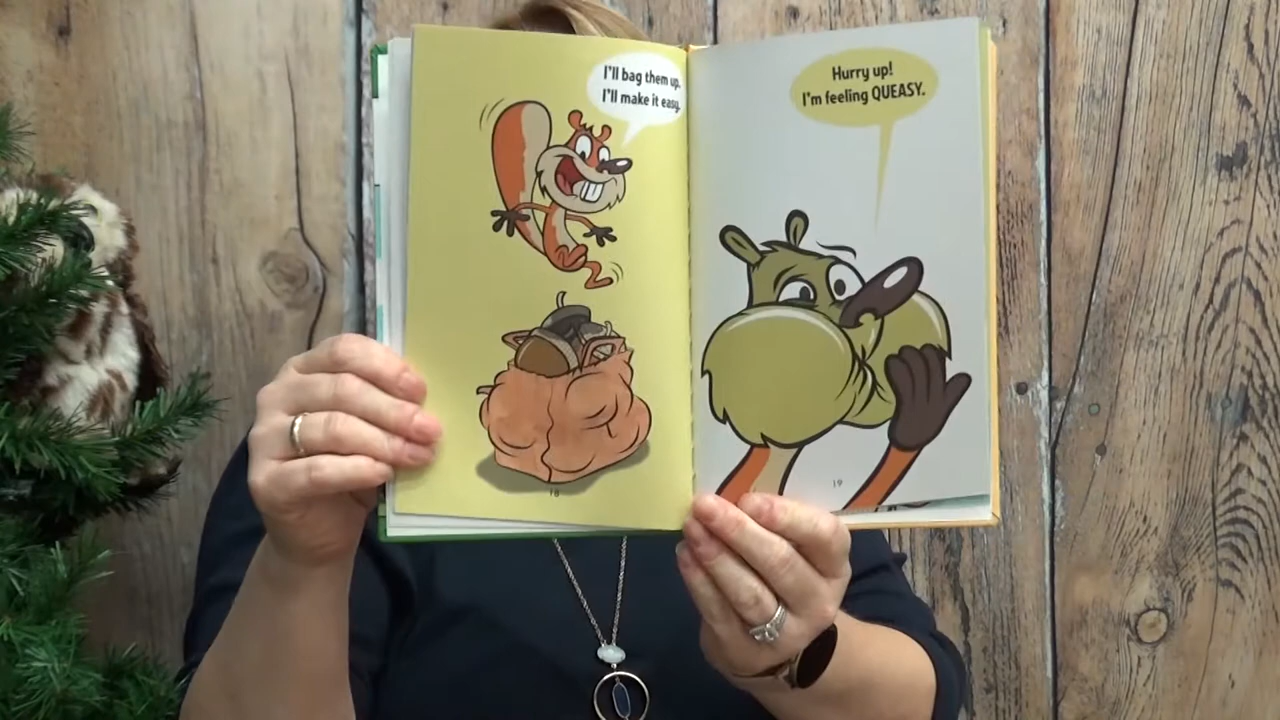 I'll bag them up.
I'll make it easy.
Hurry up!
I'm feeling QUEASY.
18
19